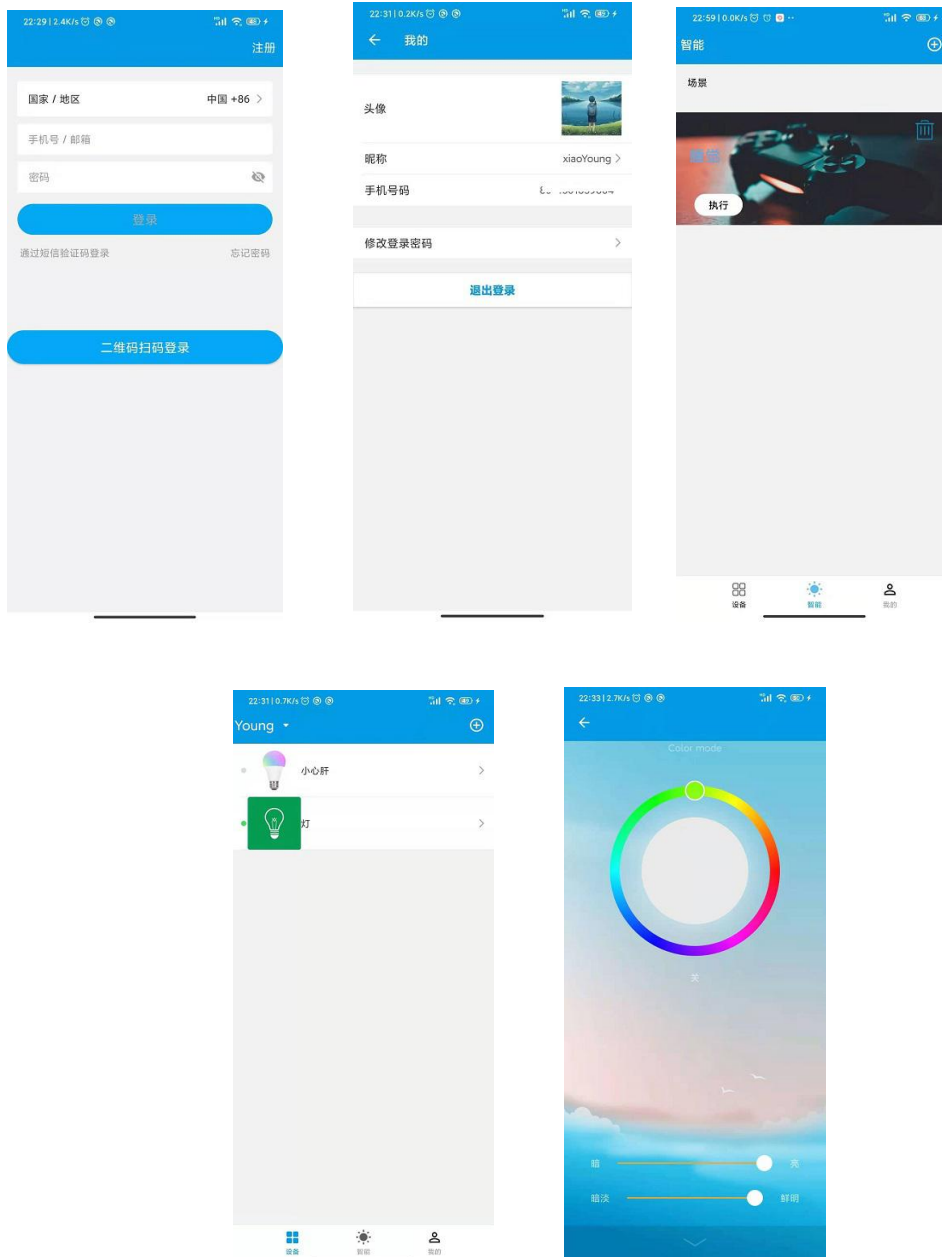 22:29 | 2.4K/s
注册
国家 / 地区
中国 +86
手机号 / 邮箱
密码
登录
通过短信验证码登录
忘记密码
二维码扫码登录
22:31 | 0.2K/s
我的
头像
昵称
xiaoYoung
手机号码
修改登录密码
退出登录
22:59 | 0.0K/s
智能
场景
执行
设备
智能
我的
22:31 | 0.7K/s
Young
小心肝
灯
设备
智能
我的
22:33 | 2.7K/s
Color mode
关
暗
亮
暗淡
鲜明